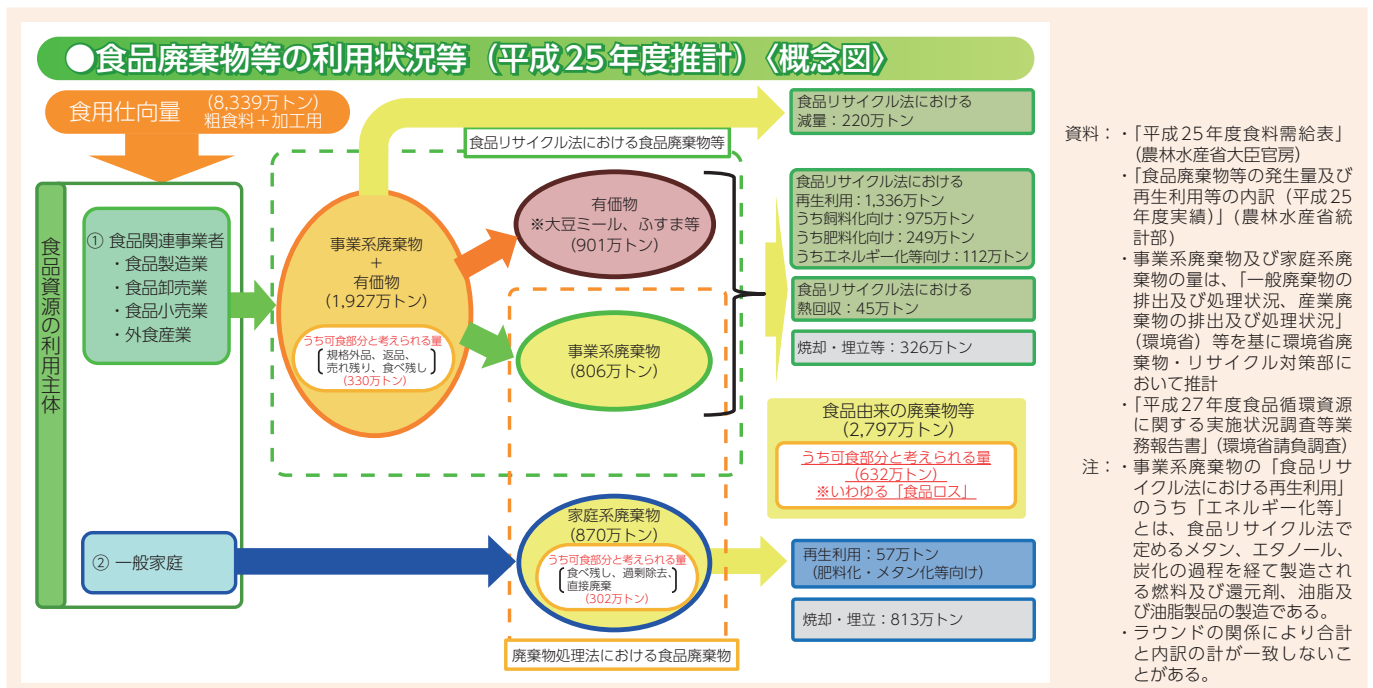 ●食品廃棄物等の利用状況等（平成25年度推計）〈概念図〉
食用仕向量
(8,339万トン)
粗食料＋加工用
食品資源の利用主体
① 食品関連事業者
・食品製造業
・食品卸売業
・食品小売業
・外食産業
② 一般家庭
食品リサイクル法における食品廃棄物等
事業系廃棄物
＋
有価物
(1,927万トン)
うち可食部分と考えられる量
規格外品、返品、
売れ残り、食べ残し
(330万トン)
有価物
※大豆ミール、ふすま等
(901万トン)
事業系廃棄物
(806万トン)
家庭系廃棄物
(870万トン)
うち可食部分と考えられる量
食べ残し、過剰除去、
直接廃棄
(302万トン)
廃棄物処理法における食品廃棄物
食品リサイクル法における
減量：220万トン
食品リサイクル法における
再生利用：1,336万トン
うち飼料化向け：975万トン
うち肥料化向け：249万トン
うちエネルギー化等向け：112万トン
食品リサイクル法における
熱回収：45万トン
焼却・埋立等：326万トン
食品由来の廃棄物等
(2,797万トン)
うち可食部分と考えられる量
(632万トン)
※いわゆる「食品ロス」
再生利用：57万トン
(肥料化・メタン化等向け)
焼却・埋立：813万トン
資料：・「平成25年度食料需給表」
(農林水産省大臣官房)
・「食品廃棄物等の発生量及び
再生利用等の内訳（平成25
年度実績）」(農林水産省統
計部)
・事業系廃棄物及び家庭系廃
棄物の量は、「一般廃棄物の
排出及び処理状況、産業廃
棄物の排出及び処理状況」
(環境省）等を基に環境省廃
棄物・リサイクル対策部に
おいて推計
・「平成27年度食品循環資源
に関する実施状況調査等業
務報告書」(環境省請負調査)
注：・事業系廃棄物の「食品リサ
イクル法における再生利用」
のうち「エネルギー化等」
とは、食品リサイクル法で
定めるメタン、エタノール、
炭化の過程を経て製造され
る燃料及び還元剤、油脂及
び油脂製品の製造である。
・ラウンドの関係により合計
と内訳の計が一致しないこ
とがある。